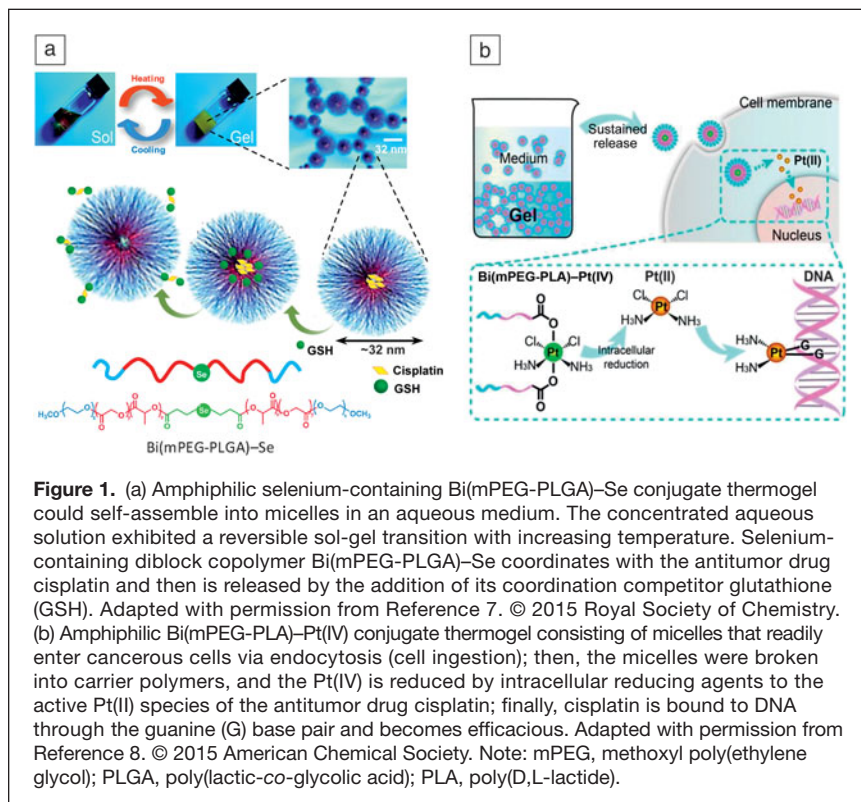 a
Heating
Sol
Cooling
Gel
32 nm
GSH
~32 nm
Cisplatin
GSH
Se
Se
Bi(mPEG-PLGA)–Se
b
Cell membrane
Sustained
release
Medium
Gel
Pt(II)
Nucleus
Bi(mPEG-PLA)–Pt(IV)
Pt(II)
DNA
O
O
Cl
Cl
Pt
H₃N
NH₃
O
O
Intracellular
reduction
Cl
Cl
Pt
H₃N
NH₃
H₃N
H₃N
Pt
G
G
Figure 1. (a) Amphiphilic selenium-containing Bi(mPEG-PLGA)–Se conjugate thermogel
could self-assemble into micelles in an aqueous medium. The concentrated aqueous
solution exhibited a reversible sol-gel transition with increasing temperature. Selenium-
containing diblock copolymer Bi(mPEG-PLGA)–Se coordinates with the antitumor drug
cisplatin and then is released by the addition of its coordination competitor glutathione
(GSH). Adapted with permission from Reference 7. © 2015 Royal Society of Chemistry.
(b) Amphiphilic Bi(mPEG-PLA)–Pt(IV) conjugate thermogel consisting of micelles that readily
enter cancerous cells via endocytosis (cell ingestion); then, the micelles were broken
into carrier polymers, and the Pt(IV) is reduced by intracellular reducing agents to the
active Pt(II) species of the antitumor drug cisplatin; finally, cisplatin is bound to DNA
through the guanine (G) base pair and becomes efficacious. Adapted with permission from
Reference 8. © 2015 American Chemical Society. Note: mPEG, methoxyl poly(ethylene
glycol); PLGA, poly(lactic-co-glycolic acid); PLA, poly(D,L-lactide).